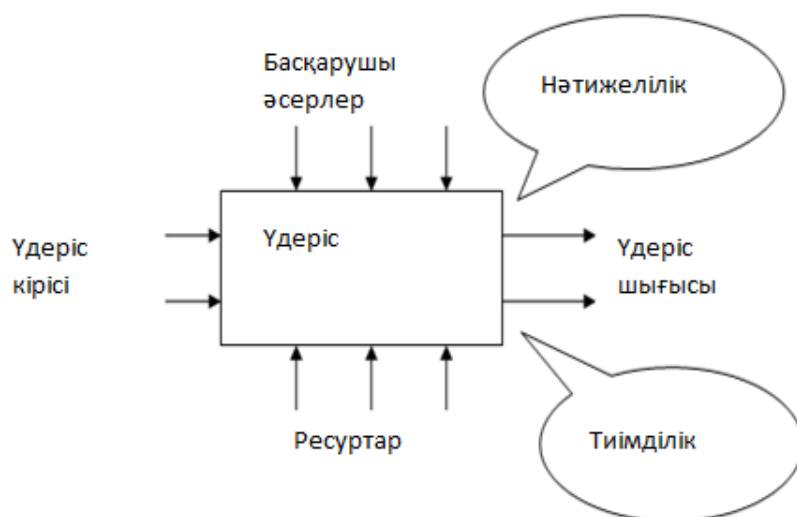 Басқарушы
әсерлер
Нәтижелілік
Үдеріс
кірісі
Үдеріс
Үдеріс
шығысы
Ресуртар
Тиімділік